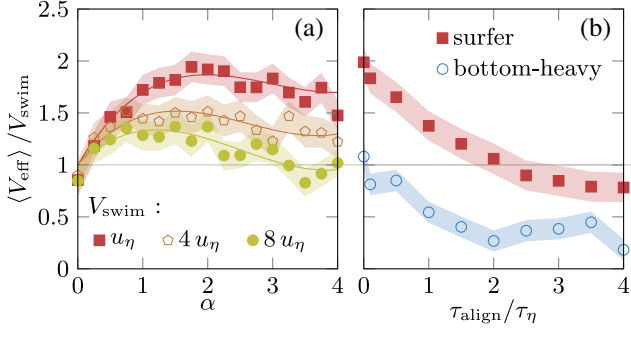 (a)
(b)
surfer
bottom-heavy
2.5
2
1.5
1
0.5
0
⟨V_eff⟩ / V_swim
V_swim :
u_η
4 u_η
8 u_η
0 1 2 3 4
0 1 2 3 4
α
τ_align/τ_η